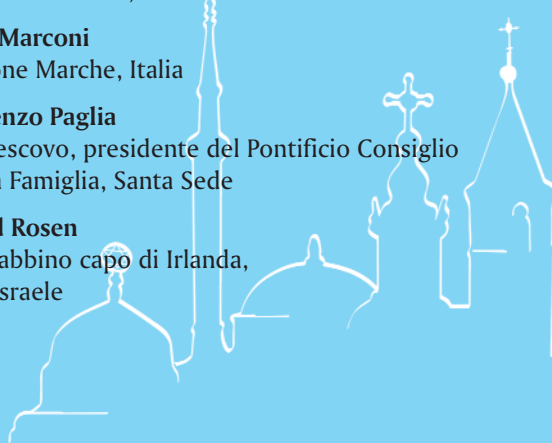 Marconi
one Marche, Italia
enzo Paglia
escovo, presidente del Pontificio Consiglio
a Famiglia, Santa Sede
d Rosen
abbino capo di Irlanda,
sraele